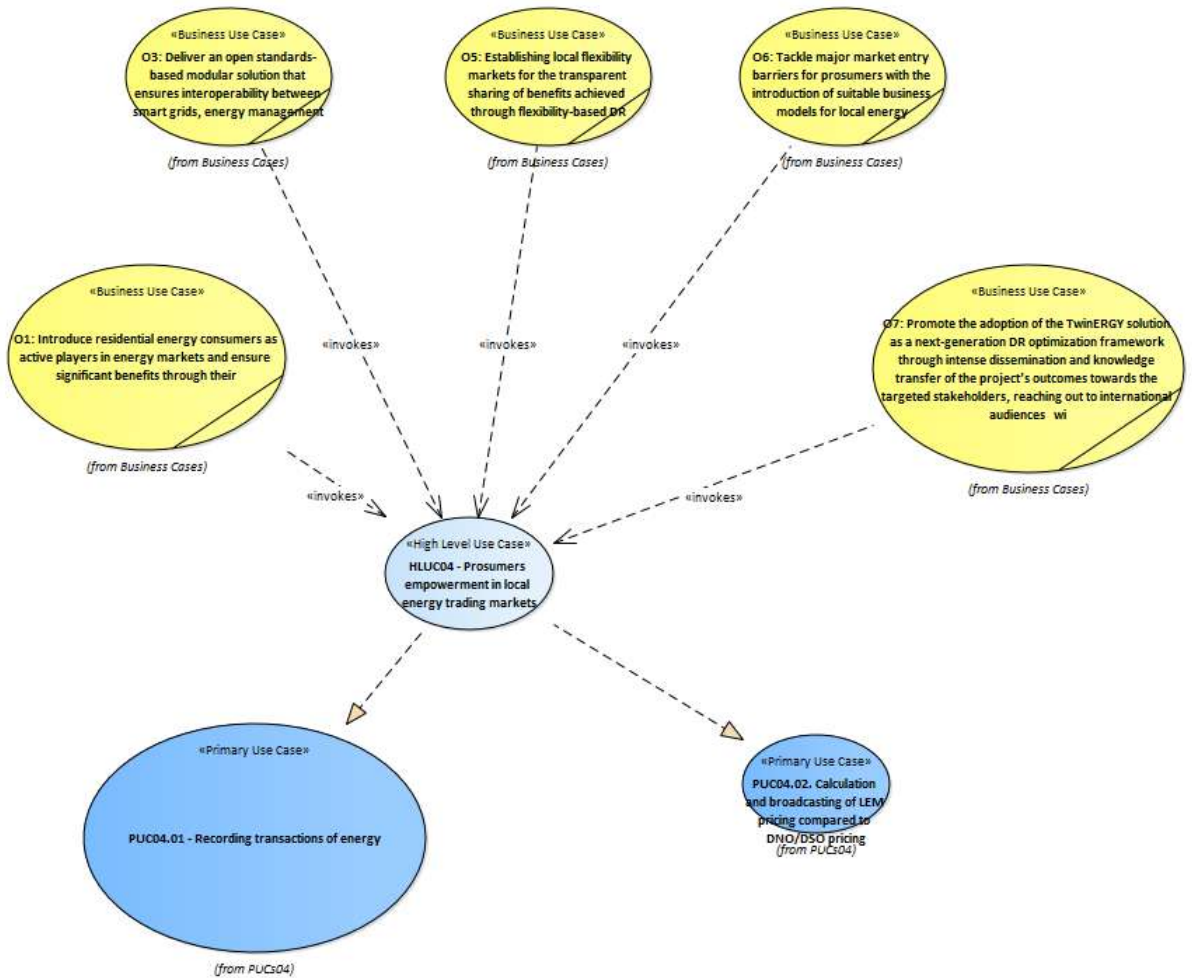 «Business Use Case»
O3: Deliver an open standards-
based modular solution that
ensures interoperability between
smart grids, energy management
(from Business Cases)
«Business Use Case»
O5: Establishing local flexibility
markets for the transparent
sharing of benefits achieved
through flexibility-based DR
(from Business Cases)
«Business Use Case»
O6: Tackle major market entry
barriers for prosumers with the
introduction of suitable business
models for local energy
(from Business Cases)
«Business Use Case»
O1: Introduce residential energy consumers as
active players in energy markets and ensure
significant benefits through their
(from Business Cases)
«Business Use Case»
O7: Promote the adoption of the TwinERGY solution
as a next-generation DR optimization framework
through intense dissemination and knowledge
transfer of the project's outcomes towards the
targeted stakeholders, reaching out to international
audiences wi
(from Business Cases)
«invokes»
«invokes»
«invokes»
«invokes»
«invokes»
«High Level Use Case»
HLUC04 - Prosumers
empowerment in local
energy trading markets
«Primary Use Case»
PUC04.01 - Recording transactions of energy
(from PUCs04)
«Primary Use Case»
PUC04.02. Calculation
and broadcasting of LEM
pricing compared to
DNO/DSO pricing
(from PUCs04)